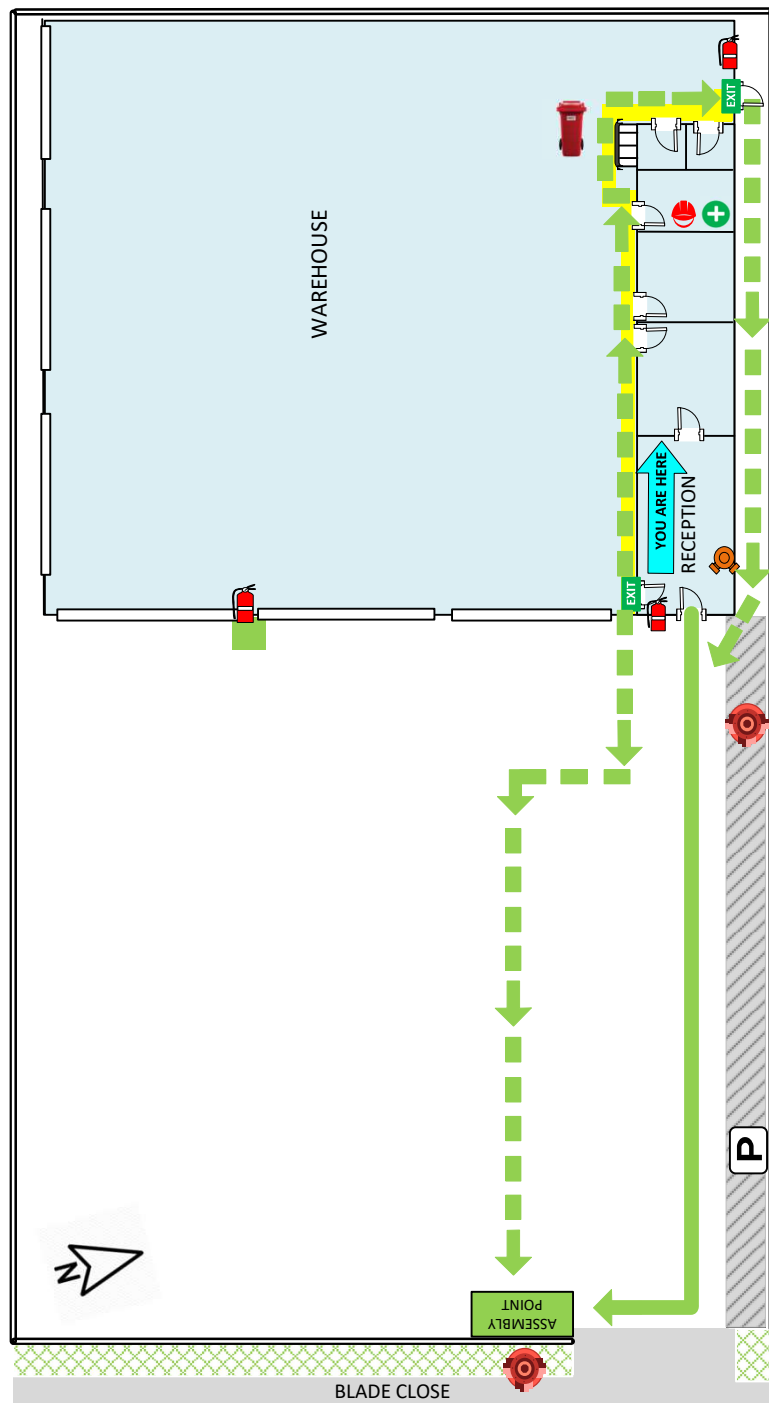 EXIT
WAREHOUSE
YOU ARE HERE
RECEPTION
EXIT
P
N
ASSEMBLY
POINT
BLADE CLOSE